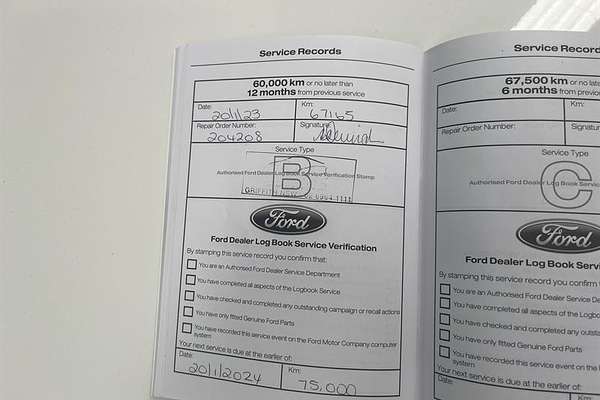 Service Records
60,000 km or no later than
12 months from previous service
Date: 20/1/23 Km: 67165
Repair Order Number: 204208 Signature:
Service Type
B
Authorised Ford Dealer Log Book Service Verification Stamp
GRIFFITH NSW
Ford
Ford Dealer Log Book Service Verification
By stamping this service record you confirm that:
You are an Authorised Ford Dealer Service Department
You have completed all aspects of the Logbook Service
You have checked and completed any outstanding campaign or recall actions
You have only fitted Genuine Ford Parts
You have recorded this service event on the Ford Motor Company computer
system
Your next service is due at the earlier of:
Date: 20/1/2024 Km: 75,000
Service Record
67,500 km or no
6 months from previous
Date: Km:
Repair Order Number: Signature:
Service Type
C
Authorised Ford Dealer Log Book Service
Ford
Ford Dealer Log Book Servi
By stamping this service record you confirm t
You are an Authorised Ford Dealer Service De
You have completed all aspects of the Logbo
You have checked and completed any outsta
You have only fitted Genuine Ford Parts
You have recorded this service event on the F
system
Your next service is due at the earlier of:
Date: Km: